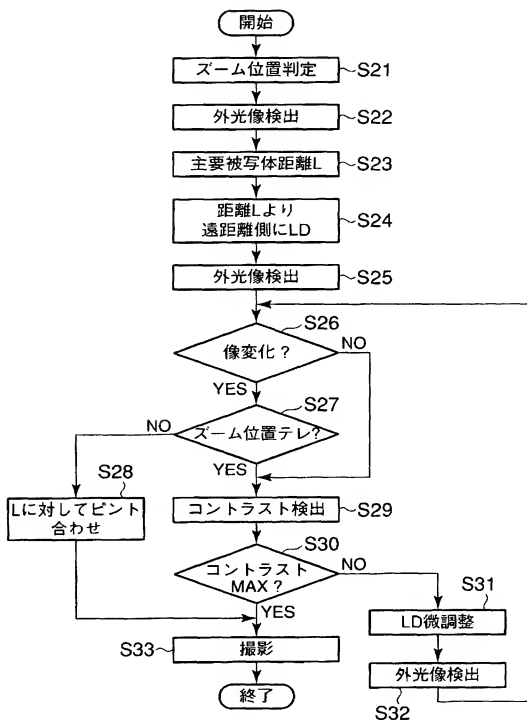 開始
ズーム位置判定
S21
外光像検出
S22
主要被写体距離L
S23
距離Lより
遠距離側にLD
S24
外光像検出
S25
S26
像変化？
NO
YES
S27
ズーム位置テレ?
NO
YES
S28
Lに対してピント
合わせ
コントラスト検出
S29
S30
コントラスト
MAX？
NO
YES
S31
LD微調整
外光像検出
S32
S33
撮影
終了